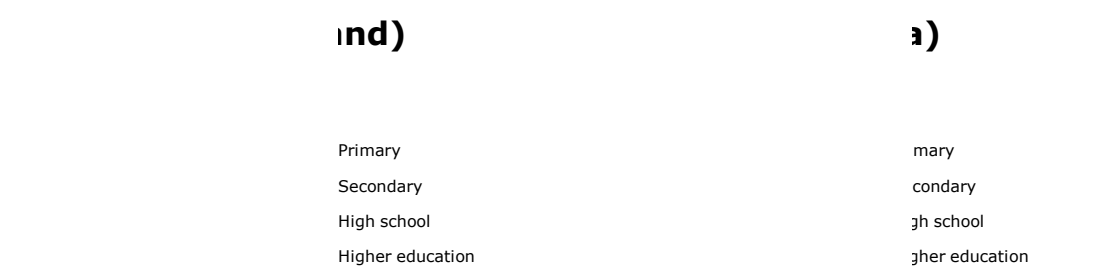 nd) a)
Primary mary
Secondary condary
High school gh school
Higher education gher education